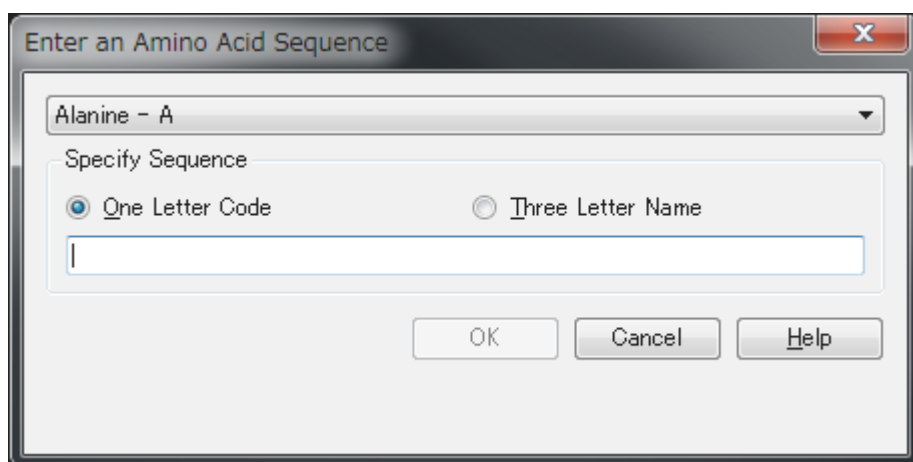 Enter an Amino Acid Sequence
Alanine - A
Specify Sequence
One Letter Code Three Letter Name
OK Cancel Help